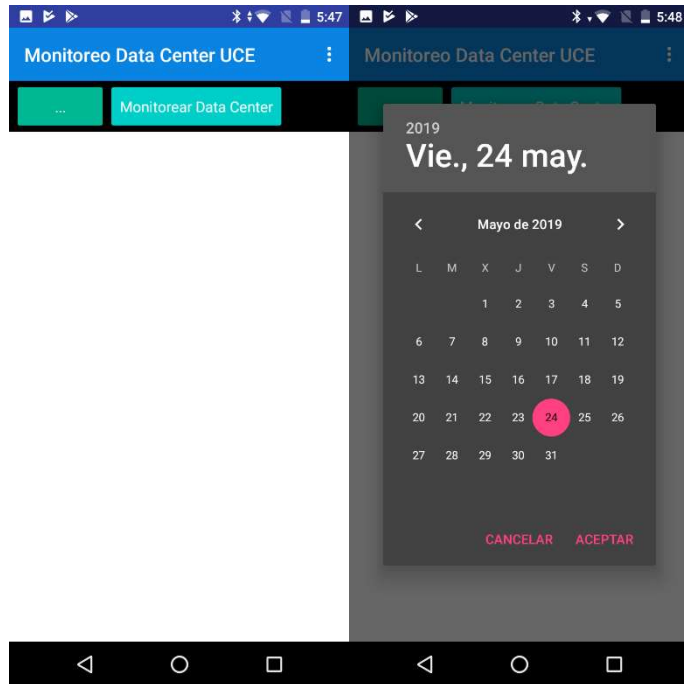 5:47
Monitoreo Data Center UCE
... Monitorear Data Center
5:48
Monitoreo Data Center UCE
2019
Vie., 24 may.
Mayo de 2019
L M X J V S D
1 2 3 4 5
6 7 8 9 10 11 12
13 14 15 16 17 18 19
20 21 22 23 24 25 26
27 28 29 30 31
CANCELAR ACEPTAR